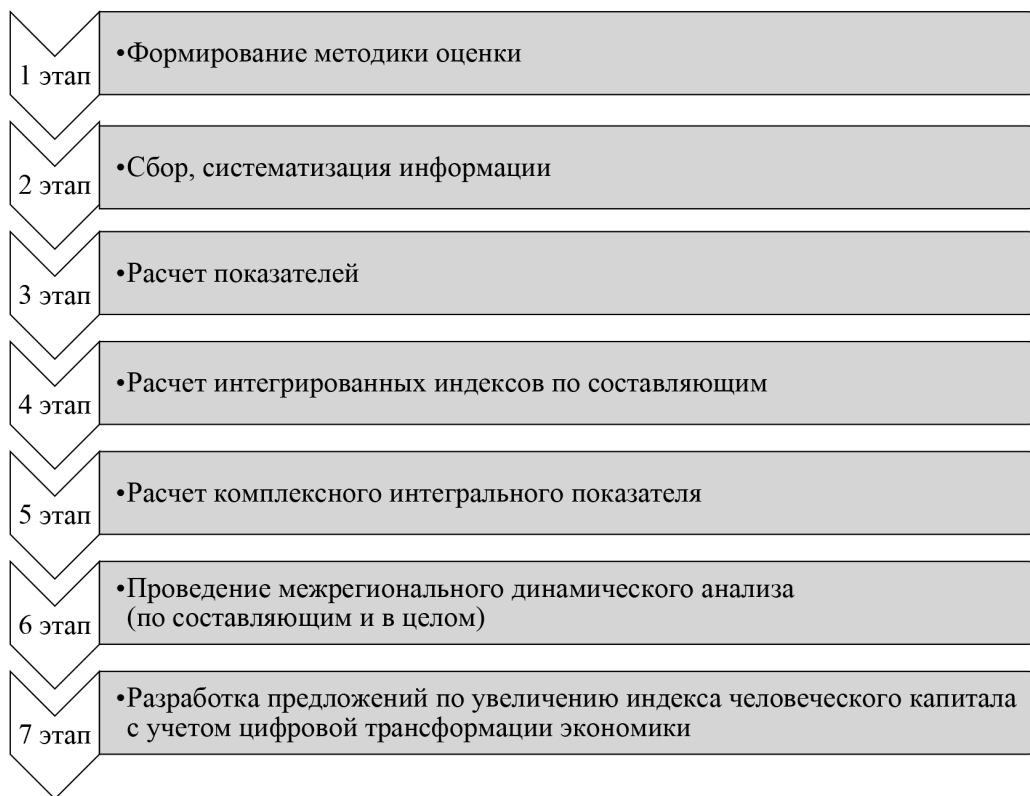 1 этап
•Формирование методики оценки
2 этап
•Сбор, систематизация информации
3 этап
•Расчет показателей
4 этап
•Расчет интегрированных индексов по составляющим
5 этап
•Расчет комплексного интегрального показателя
6 этап
•Проведение межрегионального динамического анализа
(по составляющим и в целом)
7 этап
•Разработка предложений по увеличению индекса человеческого капитала
с учетом цифровой трансформации экономики